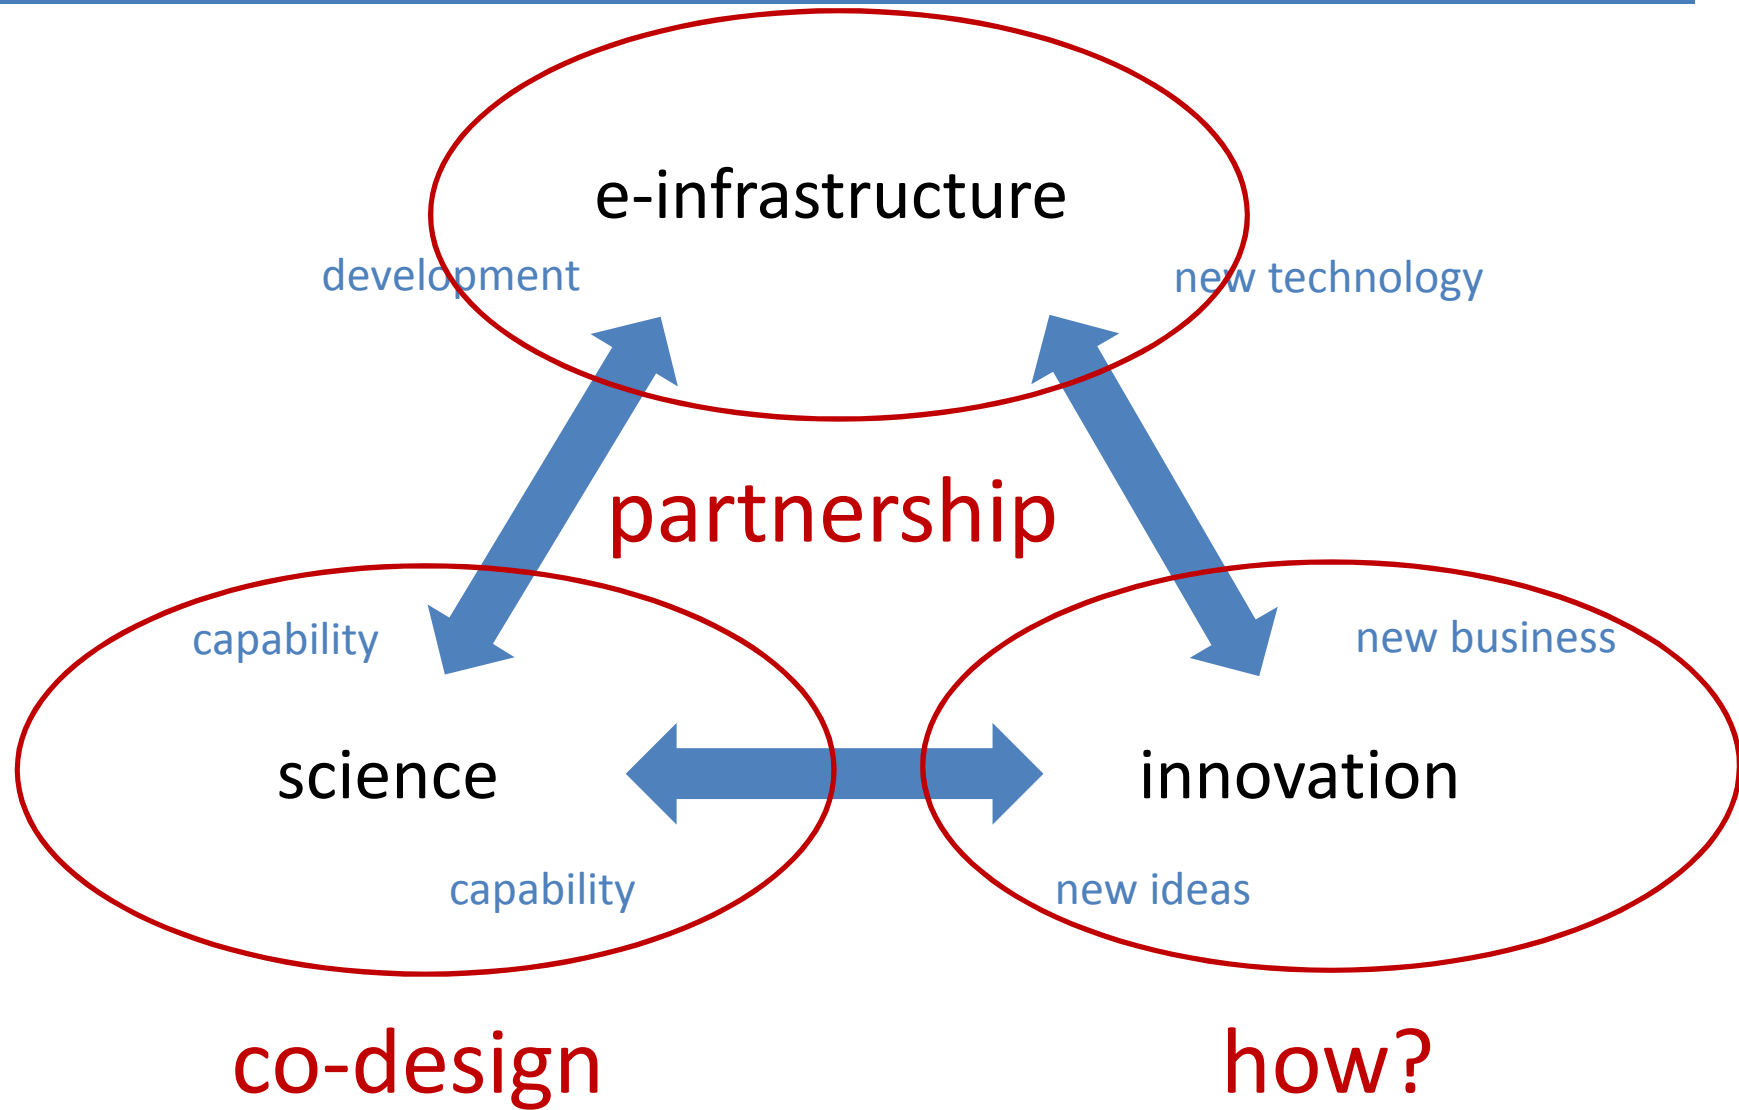 e-infrastructure
development
new technology
partnership
capability
new business
science
innovation
capability
new ideas
co-design
how?